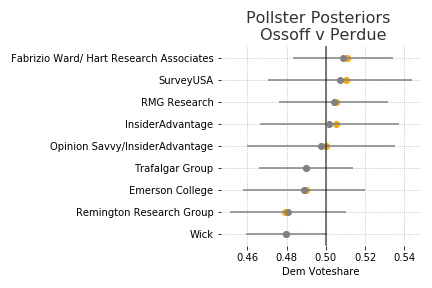 Pollster Posteriors
Ossoff v Perdue
Fabrizio Ward/ Hart Research Associates
SurveyUSA
RMG Research
InsiderAdvantage
Opinion Savvy/InsiderAdvantage
Trafalgar Group
Emerson College
Remington Research Group
Wick
0.46 0.48 0.50 0.52 0.54
Dem Voteshare